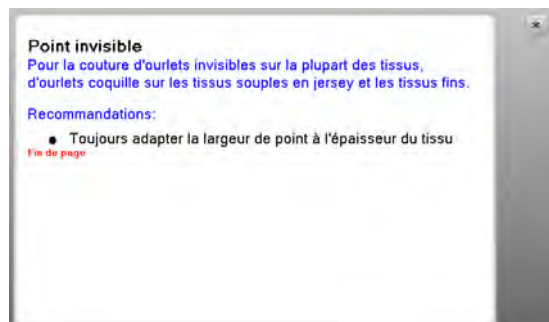 Point invisible
Pour la couture d'ourlets invisibles sur la plupart des tissus,
d'ourlets coquille sur les tissus souples en jersey et les tissus fins.
Recommandations:
• Toujours adapter la largeur de point à l'épaisseur du tissu
Fin de page